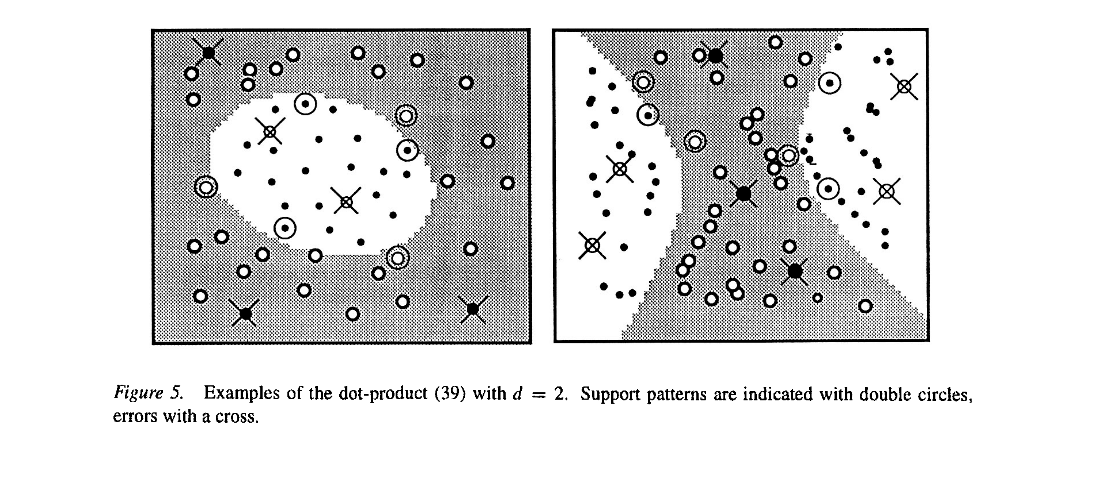 Figure 5. Examples of the dot-product (39) with d = 2. Support patterns are indicated with double circles,
errors with a cross.